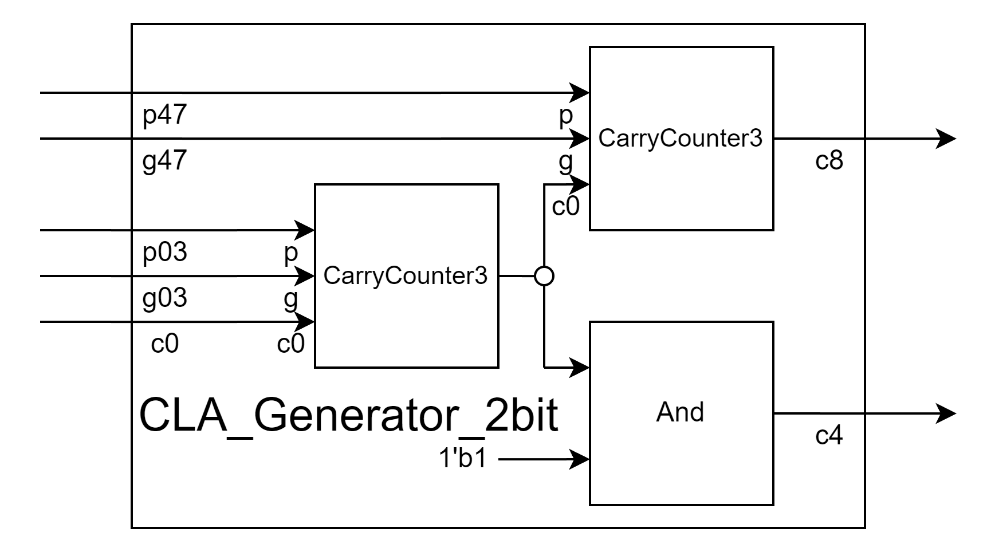 p47
p
CarryCounter3
g47
g
c8
c0
p03
p
CarryCounter3
g03
g
c0
c0
CLA_Generator_2bit
And
c4
1'b1